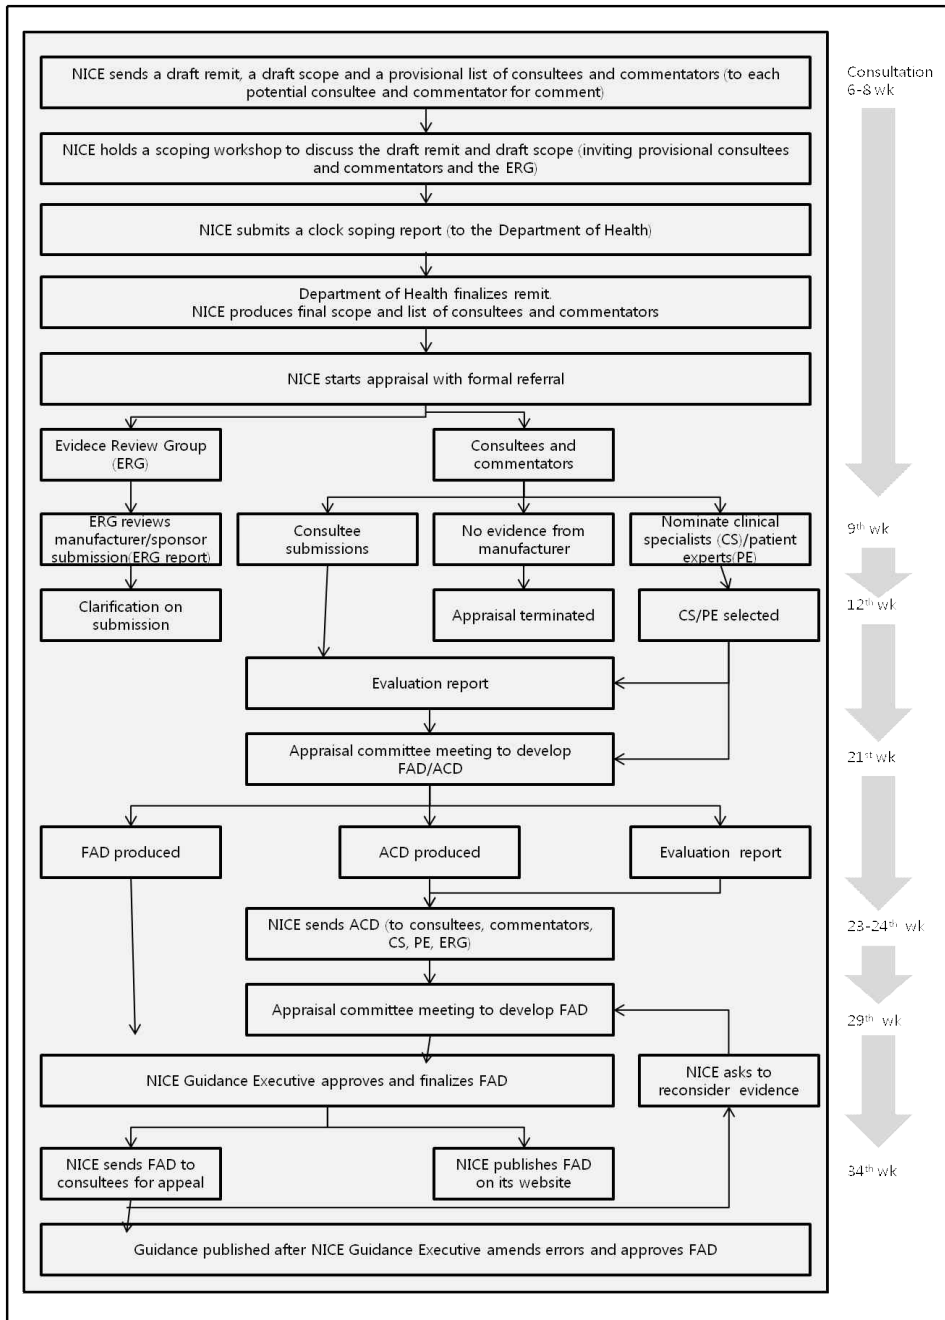 NICE sends a draft remit, a draft scope and a provisional list of consultees and commentators (to each
potential consultee and commentator for comment)
Consultation
6-8 wk
NICE holds a scoping workshop to discuss the draft remit and draft scope (inviting provisional consultees
and commentators and the ERG)
NICE submits a clock soping report (to the Department of Health)
Department of Health finalizes remit.
NICE produces final scope and list of consultees and commentators
NICE starts appraisal with formal referral
Evidece Review Group
(ERG)
Consultees and
commentators
ERG reviews
manufacturer/sponsor
submission(ERG report)
Consultee
submissions
No evidence from
manufacturer
Nominate clinical
specialists (CS)/patient
experts(PE)
9th wk
Clarification on
submission
Appraisal terminated
CS/PE selected
12th wk
Evaluation report
Appraisal committee meeting to develop
FAD/ACD
21st wk
FAD produced
ACD produced
Evaluation report
NICE sends ACD (to consultees, commentators,
CS, PE, ERG)
23-24th wk
Appraisal committee meeting to develop FAD
29th wk
NICE Guidance Executive approves and finalizes FAD
NICE asks to
reconsider evidence
NICE sends FAD to
consultees for appeal
NICE publishes FAD
on its website
34th wk
Guidance published after NICE Guidance Executive amends errors and approves FAD